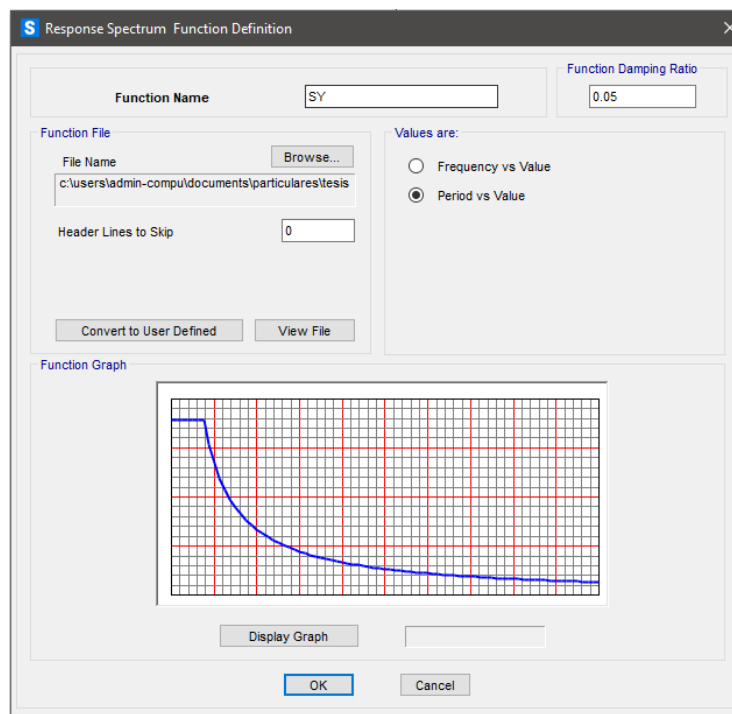 S Response Spectrum Function Definition
Function Name
SY
Function Damping Ratio
0.05
Function File
File Name
Browse...
c:\users\admin-compu\documents\particulares\tesis
Header Lines to Skip
0
Convert to User Defined
View File
Values are:
Frequency vs Value
Period vs Value
Function Graph
Display Graph
OK
Cancel